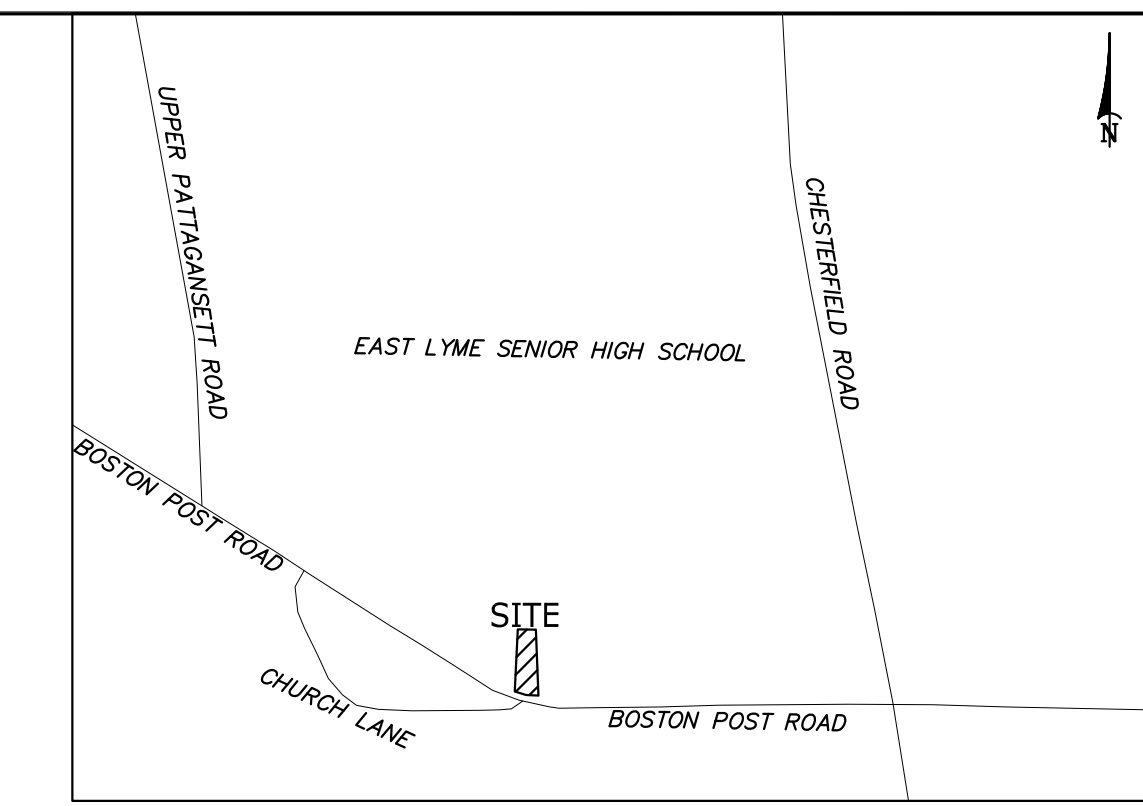 UPPER PATTAGANSETT ROAD
N
CHESTERFIELD ROAD
EAST LYME SENIOR HIGH SCHOOL
BOSTON POST ROAD
SITE
CHURCH LANE
BOSTON POST ROAD